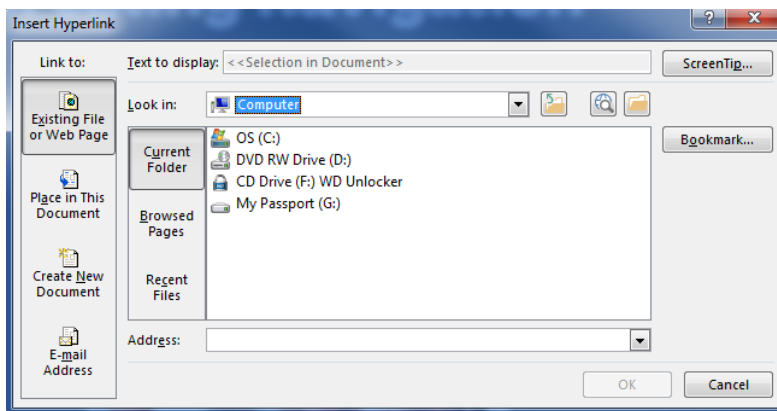 Insert Hyperlink
?
X
Link to:
Text to display: <<Selection in Document>>
ScreenTip...
Existing File
or Web Page
Look in:
Computer
Bookmark...
Current
Folder
OS (C:)
DVD RW Drive (D:)
CD Drive (F:) WD Unlocker
My Passport (G:)
Place in This
Document
Browsed
Pages
Create New
Document
Recent
Files
E-mail
Address
Address:
OK
Cancel